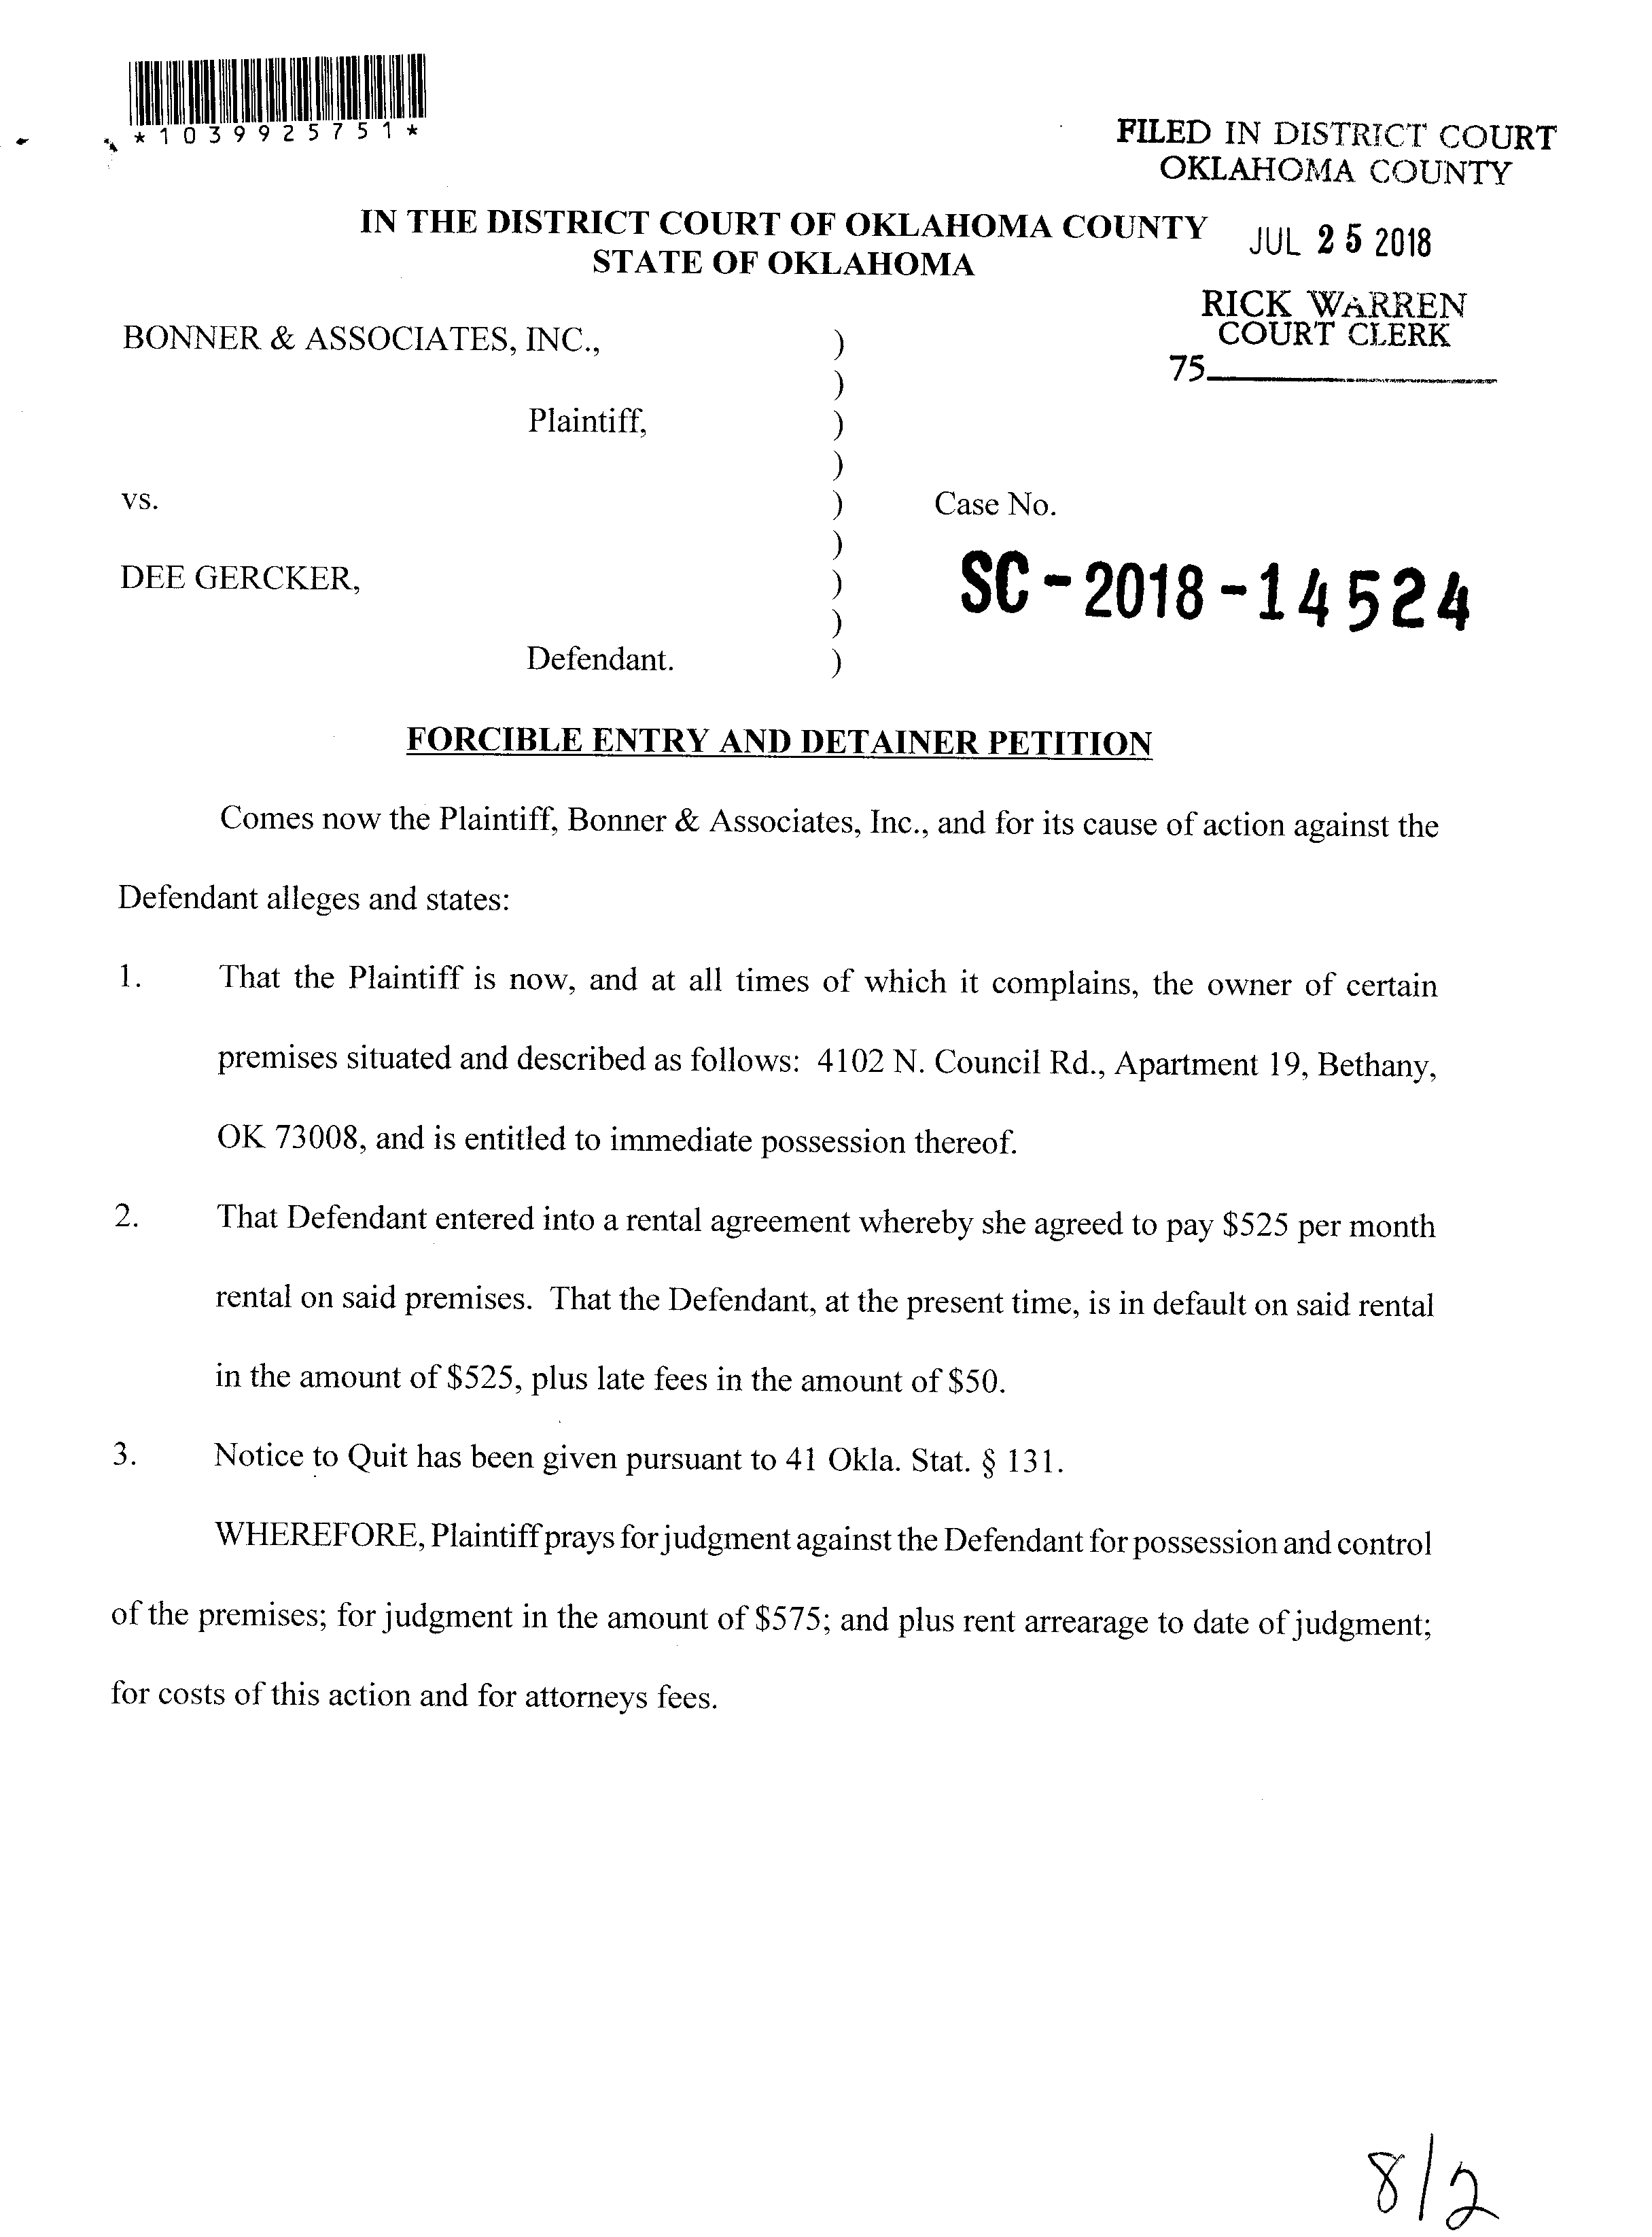 *1039925751*
FILED IN DISTRICT COURT
OKLAHOMA COUNTY
IN THE DISTRICT COURT OF OKLAHOMA COUNTY
STATE OF OKLAHOMA
JUL 25 2018
RICK WARREN
COURT CLERK
75
BONNER & ASSOCIATES, INC., )
)
Plaintiff, )
)
vs. ) Case No.
)
DEE GERCKER, ) SC-2018-14524
)
Defendant. )
FORCIBLE ENTRY AND DETAINER PETITION
Comes now the Plaintiff, Bonner & Associates, Inc., and for its cause of action against the
Defendant alleges and states:
1. That the Plaintiff is now, and at all times of which it complains, the owner of certain
premises situated and described as follows: 4102 N. Council Rd., Apartment 19, Bethany,
OK 73008, and is entitled to immediate possession thereof.
2. That Defendant entered into a rental agreement whereby she agreed to pay $525 per month
rental on said premises. That the Defendant, at the present time, is in default on said rental
in the amount of $525, plus late fees in the amount of $50.
3. Notice to Quit has been given pursuant to 41 Okla. Stat. § 131.
WHEREFORE, Plaintiff prays for judgment against the Defendant for possession and control
of the premises; for judgment in the amount of $575; and plus rent arrearage to date of judgment;
for costs of this action and for attorneys fees.
8/2